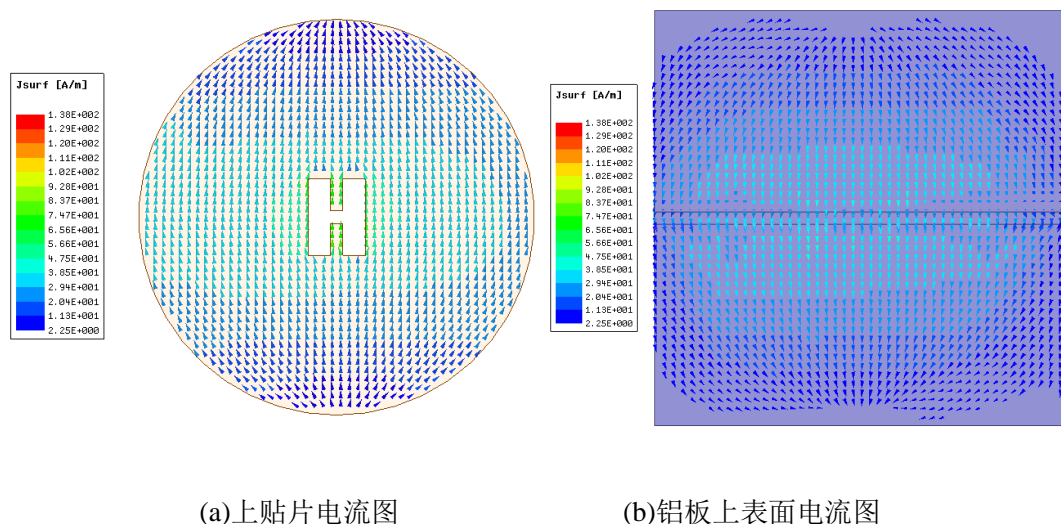 Jsurf [A/m]
1.38E+002
1.29E+002
1.20E+002
1.11E+002
1.02E+002
9.28E+001
8.37E+001
7.47E+001
6.56E+001
5.66E+001
4.75E+001
3.85E+001
2.94E+001
2.04E+001
1.13E+001
2.25E+000
Jsurf [A/m]
1.38E+002
1.29E+002
1.20E+002
1.11E+002
1.02E+002
9.28E+001
8.37E+001
7.47E+001
6.56E+001
5.66E+001
4.75E+001
3.85E+001
2.94E+001
2.04E+001
1.13E+001
2.25E+000
(a)上贴片电流图
(b)铝板上表面电流图